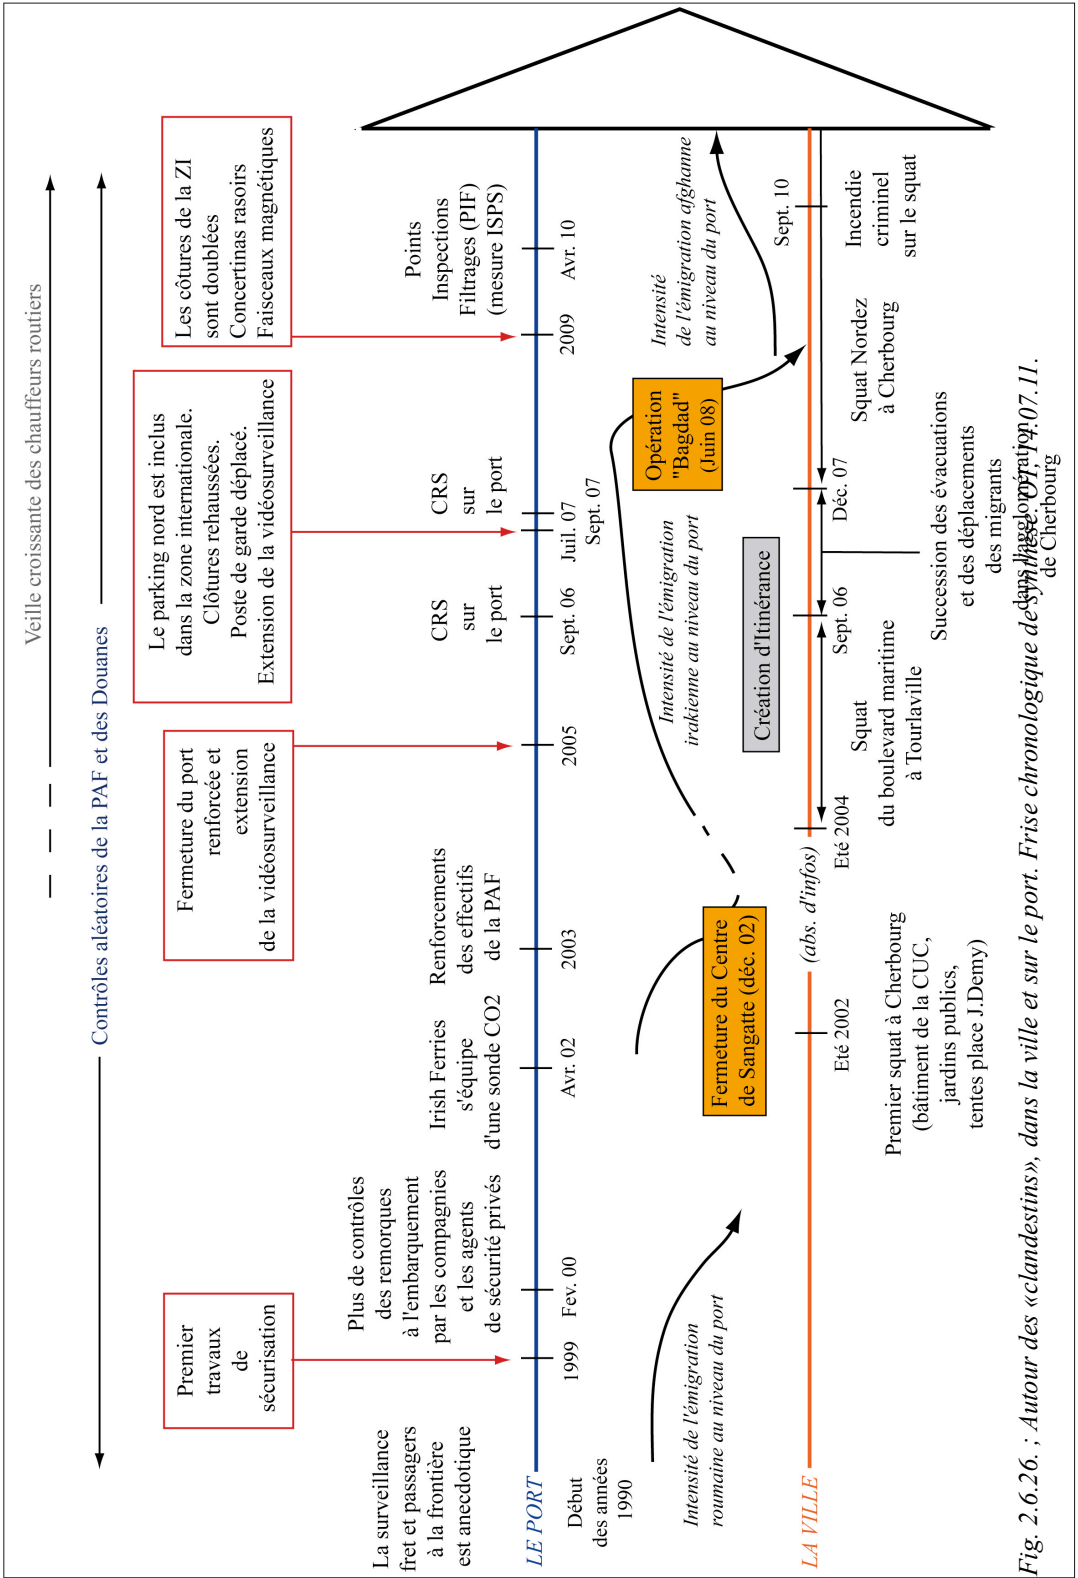 Veille croissante des chauffeurs routiers
Contrôles aléatoires de la PAF et des Douanes
Premier
travaux
de
sécurisation
Fermeture du port
renforcée et
extension
de la vidéosurveillance
Le parking nord est inclus
dans la zone internationale.
Clôtures rehaussées.
Poste de garde déplacé.
Extension de la vidéosurveillance
Les côtures de la ZI
sont doublées
Concertinas rasoirs
Faisceaux magnétiques
La surveillance
fret et passagers
à la frontière
est anecdotique
Plus de contrôles
des remorques
à l'embarquement
par les compagnies
et les agents
de sécurité privés
Irish Ferries
s'équipe
d'une sonde CO2
Renforcements
des effectifs
de la PAF
CRS
sur
le port
CRS
sur
le port
Points
Inspections
Filtrages (PIF)
(mesure ISPS)
LE PORT
Début
des années
1990
1999
Fev. 00
Avr. 02
2003
2005
Sept. 06
Juil. 07
Sept. 07
2009
Avr. 10
Intensité de l'émigration
roumaine au niveau du port
Fermeture du Centre
de Sangatte (déc. 02)
Intensité de l'émigration
irakienne au niveau du port
Opération
"Bagdad"
(Juin 08)
Intensité
de l'émigration afghanne
au niveau du port
Création d'Itinérance
Sept. 10
LA VILLE
(abs. d'infos)
Eté 2002
Eté 2004
Sept. 06
Déc. 07
Premier squat à Cherbourg
(bâtiment de la CUC,
jardins publics,
tentes place J.Demy)
Squat
du boulevard maritime
à Tourlaville
Succession des évacuations
et des déplacements
des migrants
dans l'agglomération
de Cherbourg
Squat Nordez
à Cherbourg
Incendie
criminel
sur le squat
Fig. 2.6.26. ; Autour des «clandestins», dans la ville et sur le port. Frise chronologique de synthèse. OT, 14.07.11.